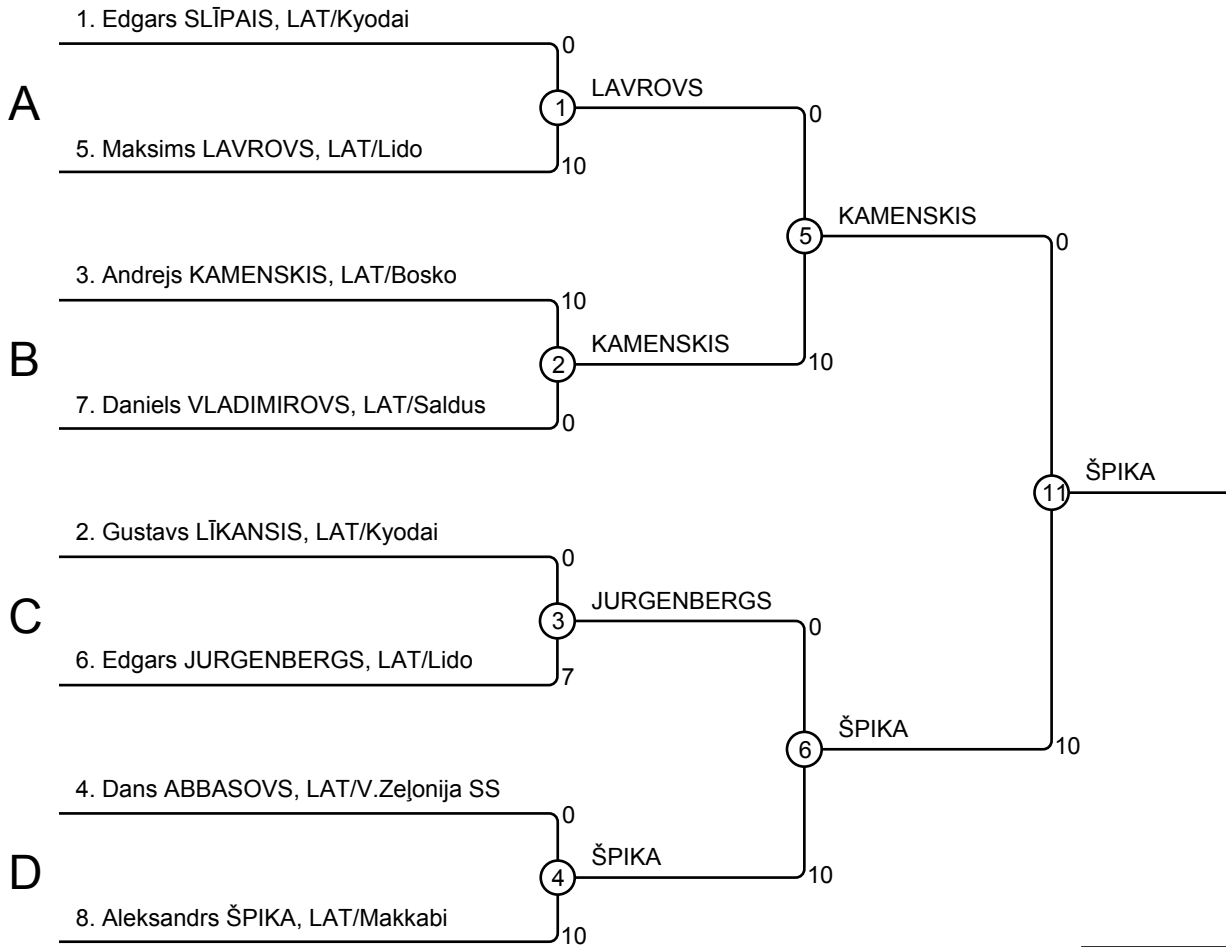 1. Edgars SLĪPAIS, LAT/Kyodai
0
LAVROVS
A
1
0
5. Maksims LAVROVS, LAT/Lido
10
KAMENSKIS
5
0
3. Andrejs KAMENSKIS, LAT/Bosko
10
KAMENSKIS
B
2
10
7. Daniels VLADIMIROVS, LAT/Saldus
0
ŠPIKA
11
2. Gustavs LĪKANSIS, LAT/Kyodai
0
JURGENBERGS
C
3
0
6. Edgars JURGENBERGS, LAT/Lido
7
ŠPIKA
6
10
4. Dans ABBASOVS, LAT/V.Zeļonija SS
0
ŠPIKA
D
4
10
8. Aleksandrs ŠPIKA, LAT/Makkabi
10